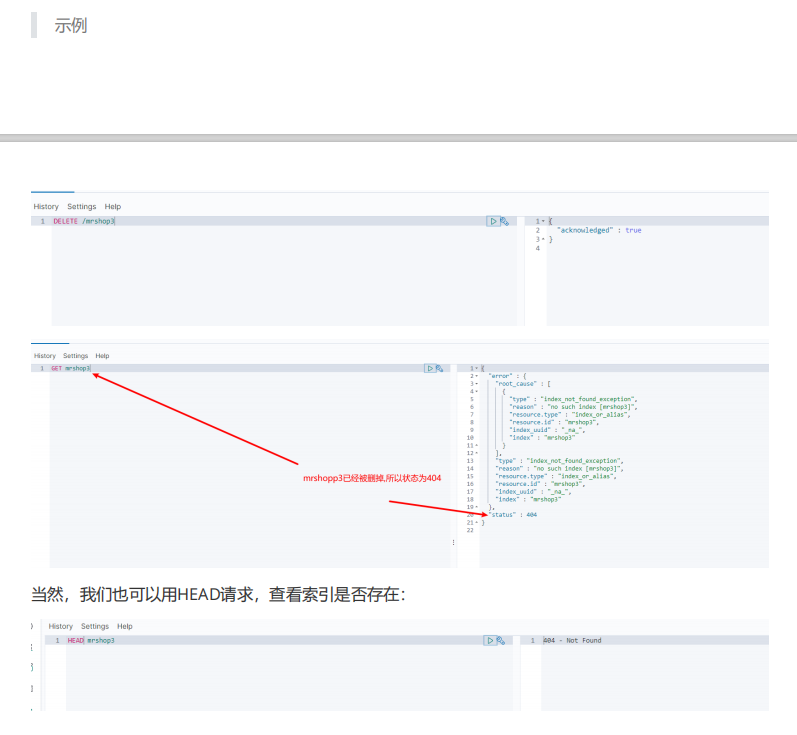 示例
History Settings Help
1 DELETE /mrshop3
1 {
2 "acknowledged" : true
3 }
4
History Settings Help
1 GET mrshop3
1 {
2 "error" : {
3 "root_cause" : [
4 {
5 "type" : "index_not_found_exception",
6 "reason" : "no such index [mrshop3]",
7 "resource.type" : "index_or_alias",
8 "resource.id" : "mrshop3",
9 "index_uuid" : "_na_",
10 "index" : "mrshop3"
11 }
12 ],
13 "type" : "index_not_found_exception",
14 "reason" : "no such index [mrshop3]",
15 "resource.type" : "index_or_alias",
16 "resource.id" : "mrshop3",
17 "index_uuid" : "_na_",
18 "index" : "mrshop3"
19 },
20 "status" : 404
21 }
22
mrshopp3已经被删掉,所以状态为404
当然，我们也可以用HEAD请求，查看索引是否存在：
History Settings Help
1 HEAD mrshop3
1 404 - Not Found